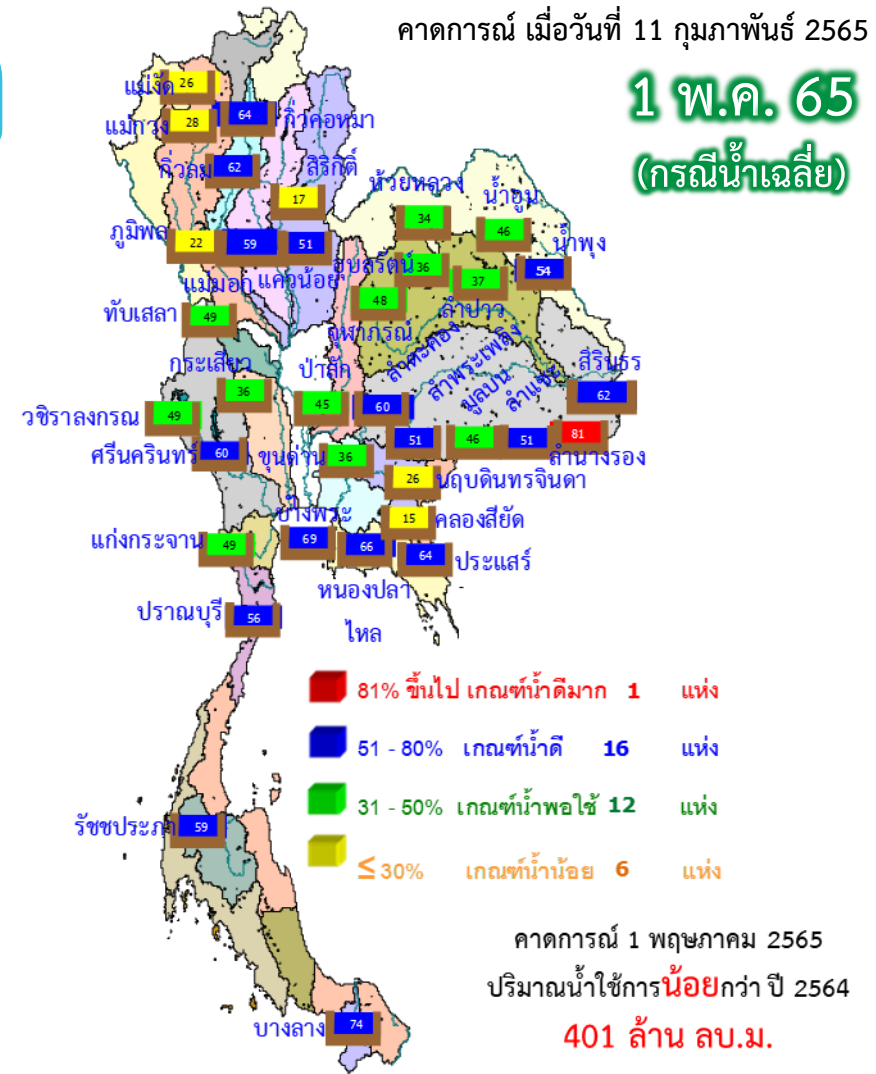 คาดการณ์ เมื่อวันที่ 11 กุมภาพันธ์ 2565
1 พ.ค. 65
(กรณีน้ำเฉลี่ย)
แม่งัด 26
แม่กวง 28
64 กิ่วคอหมา
กิ่วลม 62
สิริกิติ์
17
ห้วยหลวง
34
น้ำอูน
46
น้ำพุง
54
ภูมิพล 22
59
51
แม่มอก แควน้อย
อุบลรัตน์
36
37
ลำปาว
48
จุฬาภรณ์
ทับเสลา 49
กระเสียว
36
ป่าสัก
45
ลำตะคอง
60
ลำพระเพลิง
51
มูลบน
46
ลำแชะ
51
สิรินธร
62
81
ลำนางรอง
วชิราลงกรณ 49
ศรีนครินทร์ 60
ขุนด่าน 36
26 นฤบดินทรจินดา
15 คลองสียัด
บางพระ
69
66
64 ประแสร์
หนองปลา
ไหล
แก่งกระจาน 49
ปราณบุรี 56
81% ขึ้นไป เกณฑ์น้ำดีมาก 1 แห่ง
51 - 80% เกณฑ์น้ำดี 16 แห่ง
31 - 50% เกณฑ์น้ำพอใช้ 12 แห่ง
≤ 30% เกณฑ์น้ำน้อย 6 แห่ง
รัชชประภา 59
คาดการณ์ 1 พฤษภาคม 2565
ปริมาณน้ำใช้การน้อยกว่า ปี 2564
401 ล้าน ลบ.ม.
บางลาง 74